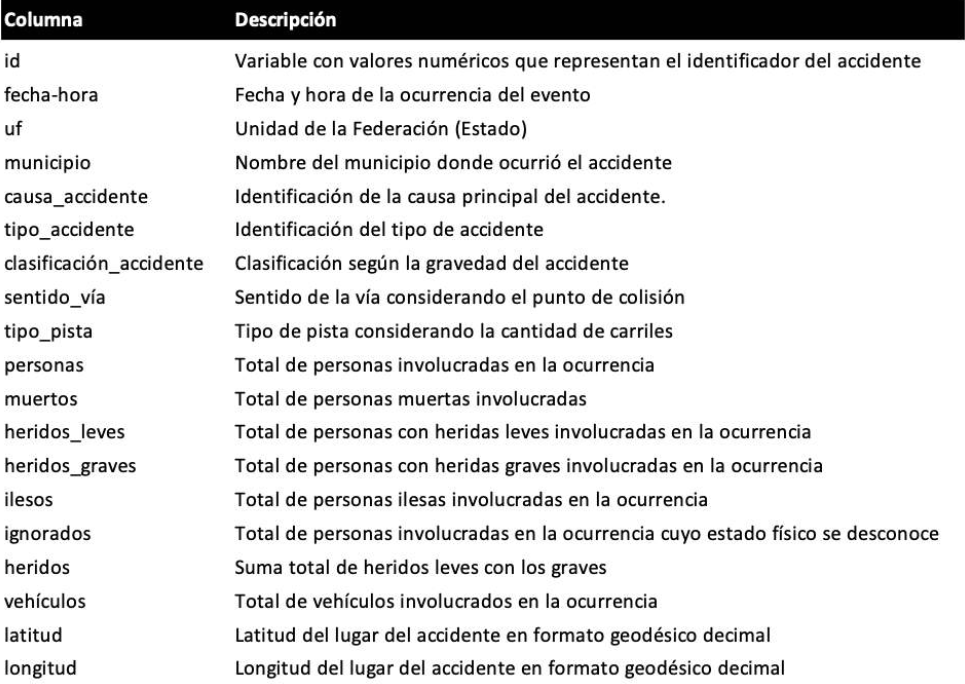 Columna Descripción
id Variable con valores numéricos que representan el identificador del accidente
fecha-hora Fecha y hora de la ocurrencia del evento
uf Unidad de la Federación (Estado)
municipio Nombre del municipio donde ocurrió el accidente
causa_accidente Identificación de la causa principal del accidente.
tipo_accidente Identificación del tipo de accidente
clasificación_accidente Clasificación según la gravedad del accidente
sentido_vía Sentido de la vía considerando el punto de colisión
tipo_pista Tipo de pista considerando la cantidad de carriles
personas Total de personas involucradas en la ocurrencia
muertos Total de personas muertas involucradas
heridos_leves Total de personas con heridas leves involucradas en la ocurrencia
heridos_graves Total de personas con heridas graves involucradas en la ocurrencia
ilesos Total de personas ilesas involucradas en la ocurrencia
ignorados Total de personas involucradas en la ocurrencia cuyo estado físico se desconoce
heridos Suma total de heridos leves con los graves
vehículos Total de vehículos involucrados en la ocurrencia
latitud Latitud del lugar del accidente en formato geodésico decimal
longitud Longitud del lugar del accidente en formato geodésico decimal